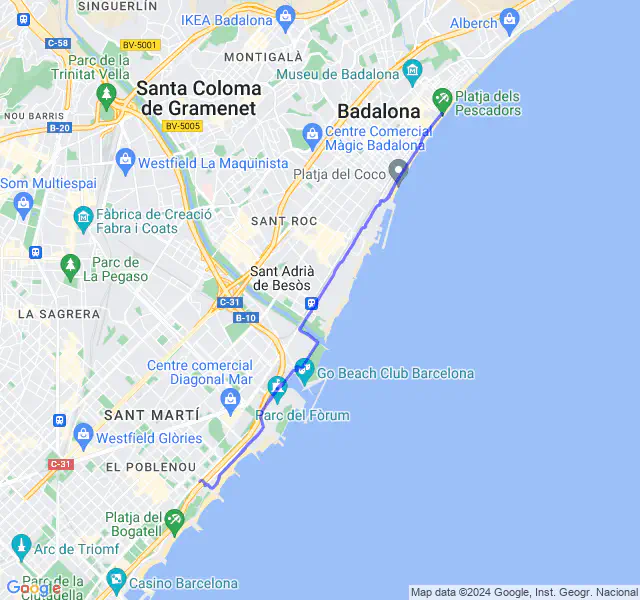 SINGUERLÍN
IKEA Badalona
Alberch
C-58
BV-5001
MONTIGALÀ
Parc de la
Trinitat Vella
Museu de Badalona
Santa Coloma
de Gramenet
Badalona
Platja dels
Pescadors
NOU BARRIS
B-20
BV-5005
Centre Comercial
Màgic Badalona
Westfield La Maquinista
Platja del Coco
Som Multiespai
Fàbrica de Creació
Fabra i Coats
SANT ROC
Parc de
La Pegaso
Sant Adrià
de Besòs
C-31
B-10
LA SAGRERA
Centre comercial
Diagonal Mar
Go Beach Club Barcelona
SANT MARTÍ
Parc del Fòrum
Westfield Glòries
C-31
EL POBLENOU
Platja del
Bogatell
Arc de Triomf
Parc de la
Ciutadella
Casino Barcelona
Google
Map data ©2024 Google, Inst. Geogr. Nacional